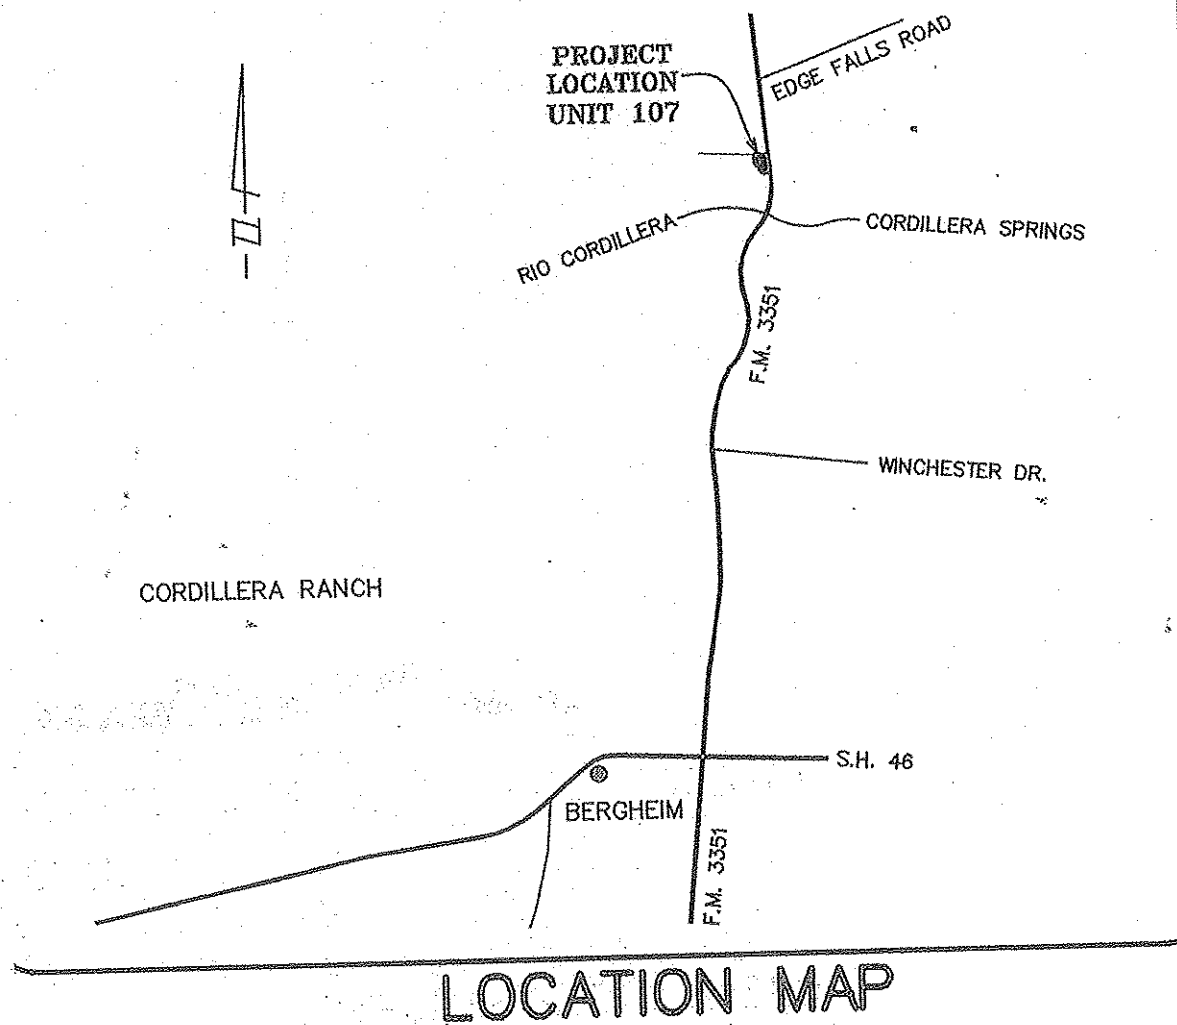 PROJECT
LOCATION
UNIT 107
EDGE FALLS ROAD
RIO CORDILLERA
CORDILLERA SPRINGS
F.M. 3351
WINCHESTER DR.
CORDILLERA RANCH
S.H. 46
BERGHEIM
F.M. 3351
LOCATION MAP